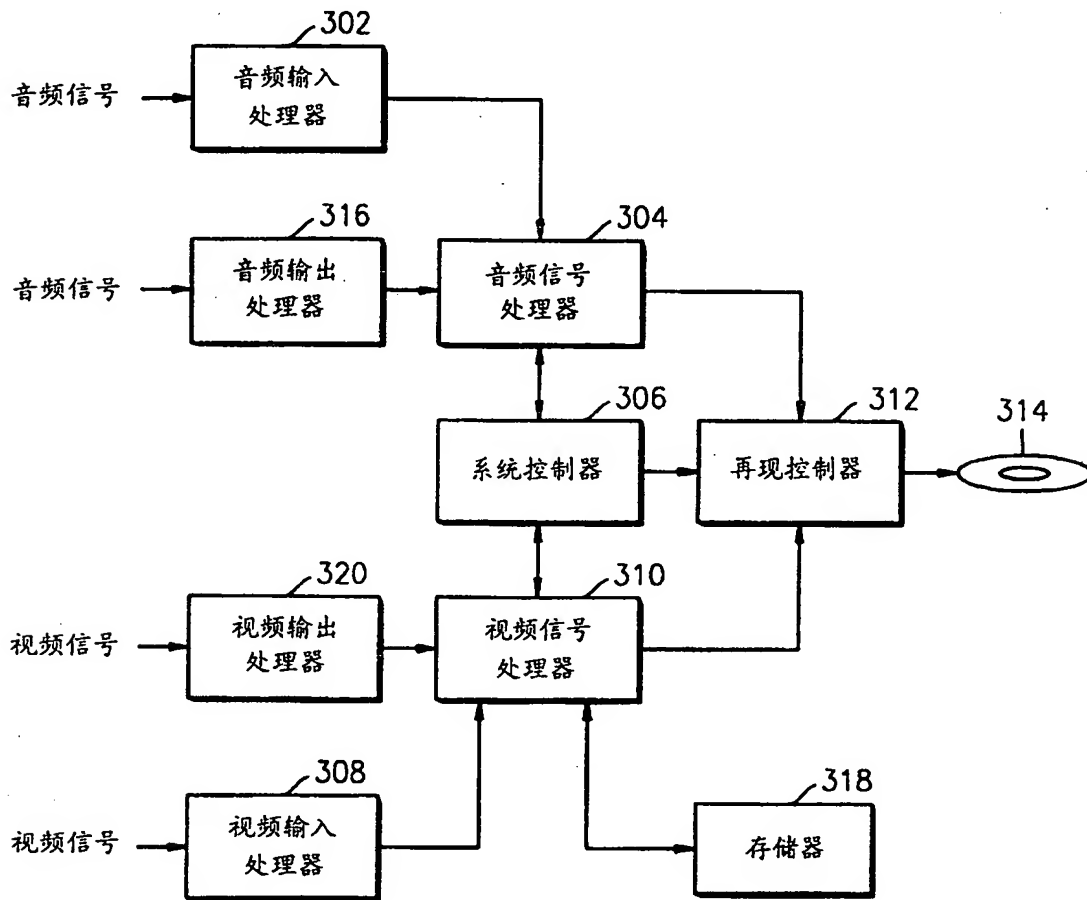 302
音频信号
音频输入
处理器
316
304
音频信号
音频输出
处理器
音频信号
处理器
306
312
314
系统控制器
再现控制器
320
310
视频信号
视频输出
处理器
视频信号
处理器
308
318
视频信号
视频输入
处理器
存储器